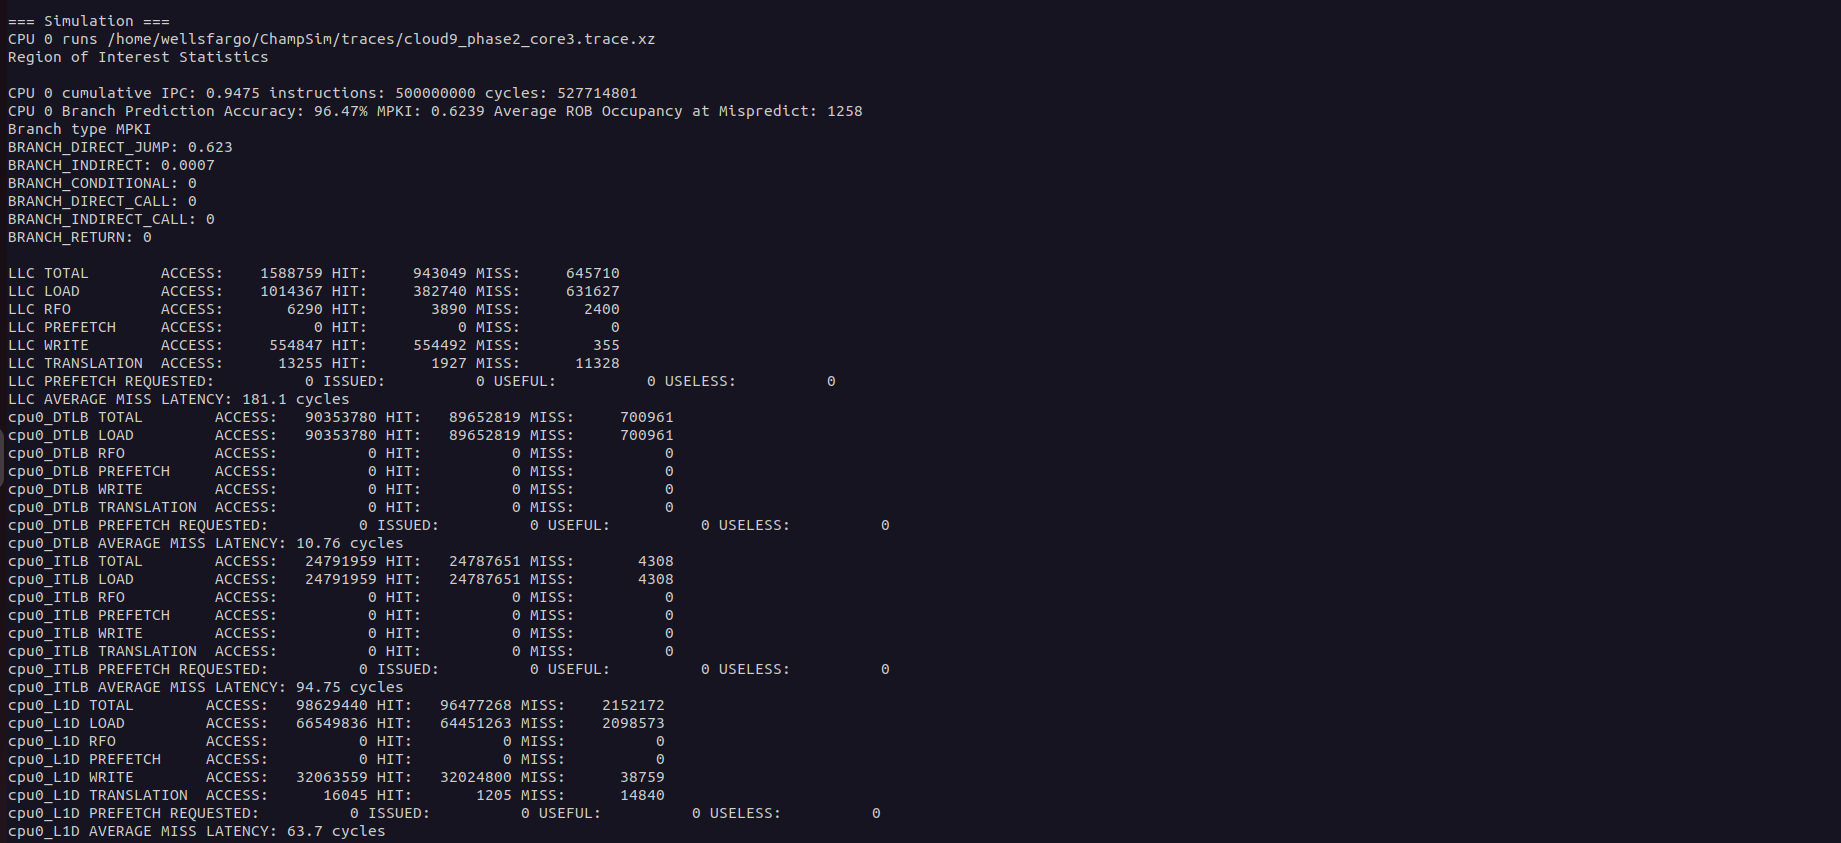 === Simulation ===
CPU 0 runs /home/wellsfargo/ChampSim/traces/cloud9_phase2_core3.trace.xz
Region of Interest Statistics
CPU 0 cumulative IPC: 0.9475 instructions: 500000000 cycles: 527714801
CPU 0 Branch Prediction Accuracy: 96.47% MPKI: 0.6239 Average ROB Occupancy at Mispredict: 1258
Branch type MPKI
BRANCH_DIRECT_JUMP: 0.623
BRANCH_INDIRECT: 0.0007
BRANCH_CONDITIONAL: 0
BRANCH_DIRECT_CALL: 0
BRANCH_INDIRECT_CALL: 0
BRANCH_RETURN: 0
LLC TOTAL ACCESS: 1588759 HIT: 943049 MISS: 645710
LLC LOAD ACCESS: 1014367 HIT: 382740 MISS: 631627
LLC RFO ACCESS: 6290 HIT: 3890 MISS: 2400
LLC PREFETCH ACCESS: 0 HIT: 0 MISS: 0
LLC WRITE ACCESS: 554847 HIT: 554492 MISS: 355
LLC TRANSLATION ACCESS: 13255 HIT: 1927 MISS: 11328
LLC PREFETCH REQUESTED: 0 ISSUED: 0 USEFUL: 0 USELESS: 0
LLC AVERAGE MISS LATENCY: 181.1 cycles
cpu0_DTLB TOTAL ACCESS: 90353780 HIT: 89652819 MISS: 700961
cpu0_DTLB LOAD ACCESS: 90353780 HIT: 89652819 MISS: 700961
cpu0_DTLB RFO ACCESS: 0 HIT: 0 MISS: 0
cpu0_DTLB PREFETCH ACCESS: 0 HIT: 0 MISS: 0
cpu0_DTLB WRITE ACCESS: 0 HIT: 0 MISS: 0
cpu0_DTLB TRANSLATION ACCESS: 0 HIT: 0 MISS: 0
cpu0_DTLB PREFETCH REQUESTED: 0 ISSUED: 0 USEFUL: 0 USELESS: 0
cpu0_DTLB AVERAGE MISS LATENCY: 10.76 cycles
cpu0_ITLB TOTAL ACCESS: 24791959 HIT: 24787651 MISS: 4308
cpu0_ITLB LOAD ACCESS: 24791959 HIT: 24787651 MISS: 4308
cpu0_ITLB RFO ACCESS: 0 HIT: 0 MISS: 0
cpu0_ITLB PREFETCH ACCESS: 0 HIT: 0 MISS: 0
cpu0_ITLB WRITE ACCESS: 0 HIT: 0 MISS: 0
cpu0_ITLB TRANSLATION ACCESS: 0 HIT: 0 MISS: 0
cpu0_ITLB PREFETCH REQUESTED: 0 ISSUED: 0 USEFUL: 0 USELESS: 0
cpu0_ITLB AVERAGE MISS LATENCY: 94.75 cycles
cpu0_L1D TOTAL ACCESS: 98629440 HIT: 96477268 MISS: 2152172
cpu0_L1D LOAD ACCESS: 66549836 HIT: 64451263 MISS: 2098573
cpu0_L1D RFO ACCESS: 0 HIT: 0 MISS: 0
cpu0_L1D PREFETCH ACCESS: 0 HIT: 0 MISS: 0
cpu0_L1D WRITE ACCESS: 32063559 HIT: 32024800 MISS: 38759
cpu0_L1D TRANSLATION ACCESS: 16045 HIT: 1205 MISS: 14840
cpu0_L1D PREFETCH REQUESTED: 0 ISSUED: 0 USEFUL: 0 USELESS: 0
cpu0_L1D AVERAGE MISS LATENCY: 63.7 cycles